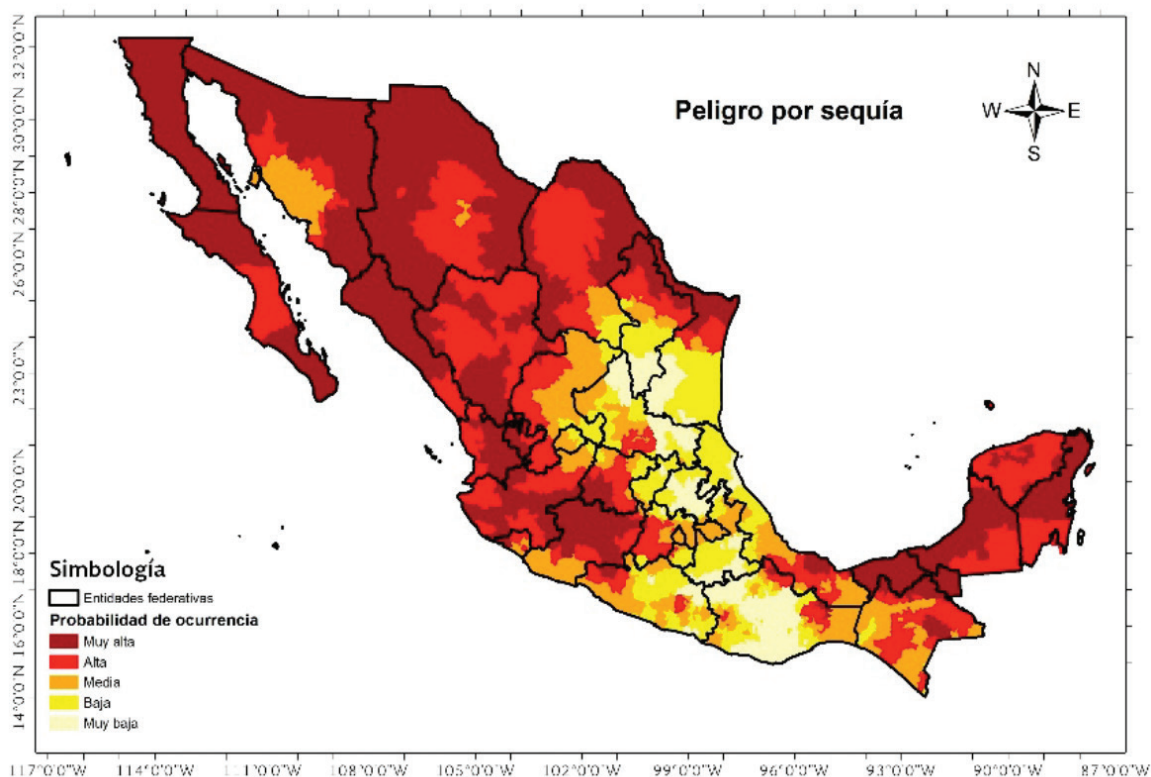 Peligro por sequía
N
W
E
S
32°0'0"N
30°0'0"N
28°0'0"N
26°0'0"N
23°0'0"N
20°0'0"N
18°0'0"N
16°0'0"N
14°0'0"N
Simbología
Entidades federativas
Probabilidad de ocurrencia
Muy alta
Alta
Media
Baja
Muy baja
117°0'0"W
114°0'0"W
111°0'0"W
108°0'0"W
105°0'0"W
102°0'0"W
99°0'0"W
96°0'0"W
93°0'0"W
90°0'0"W
87°0'0"W